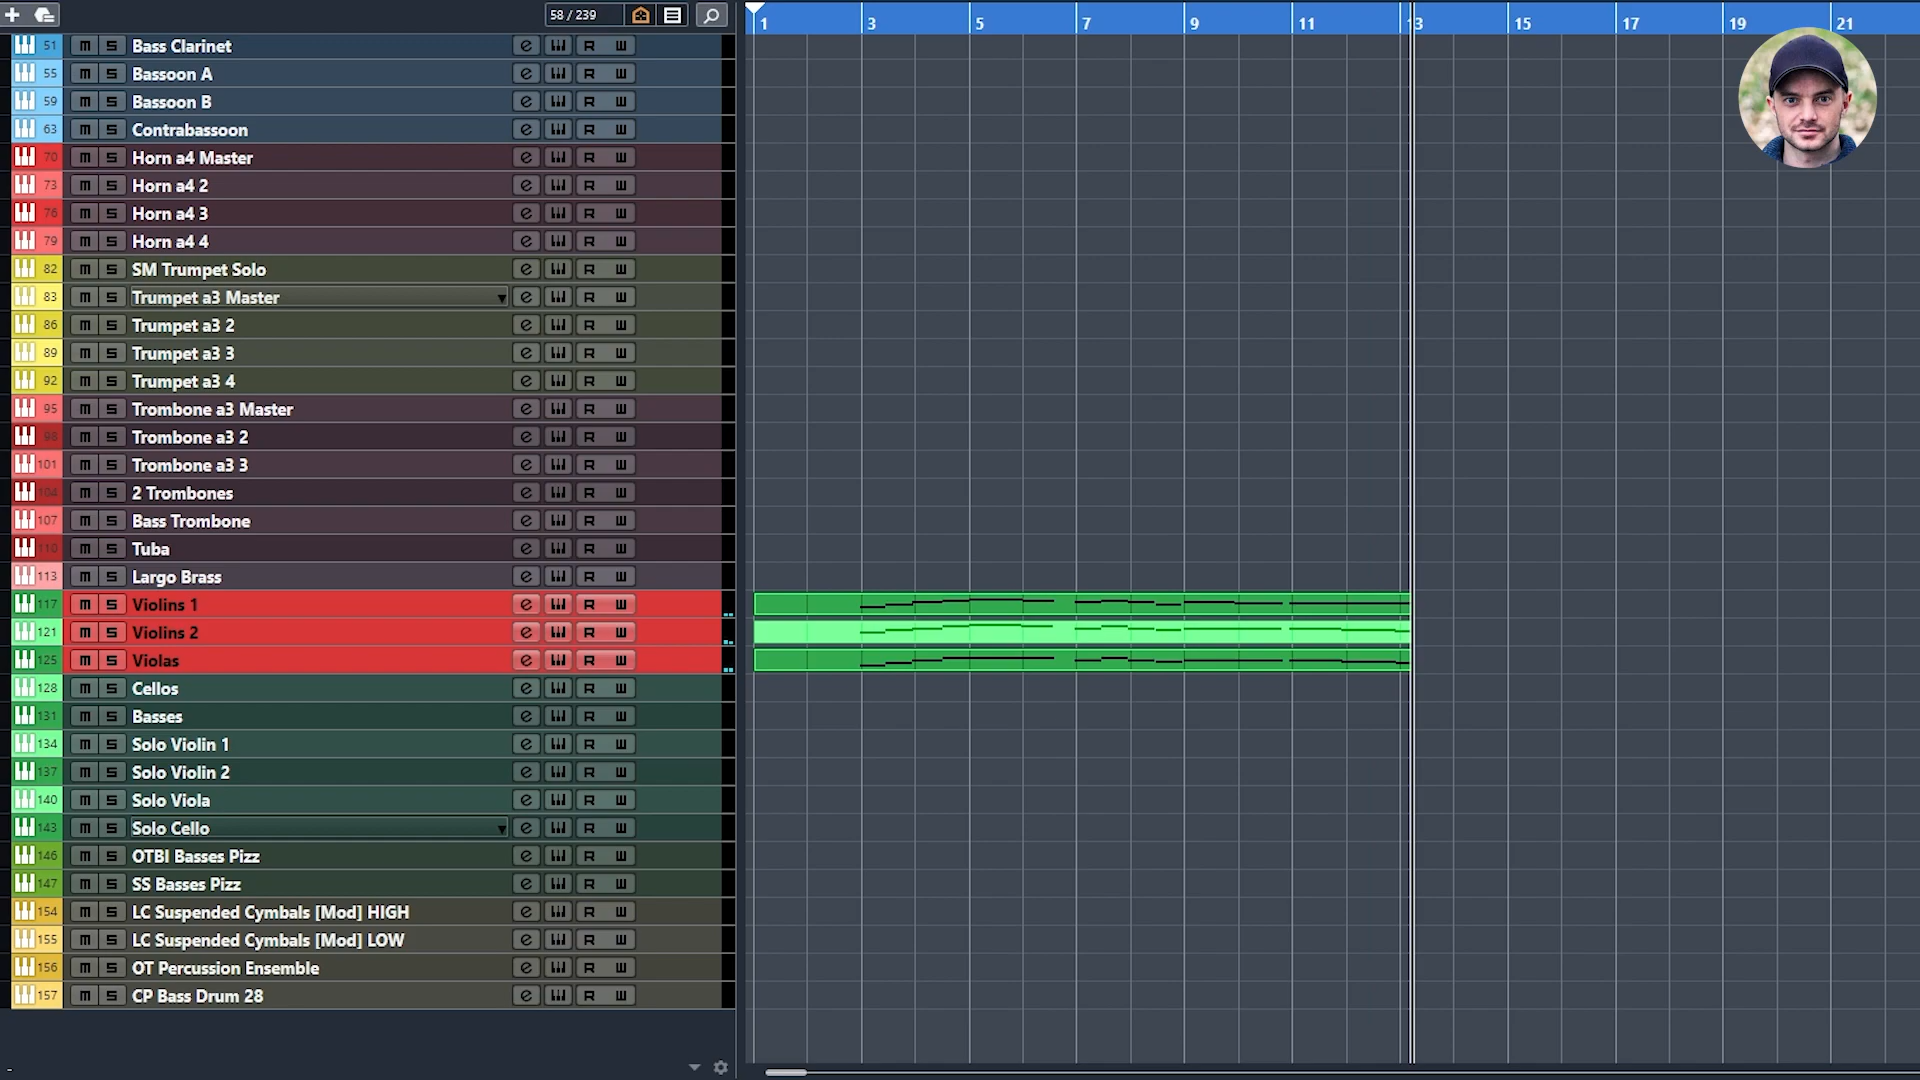 58 / 239
1 3 5 7 9 11 13 15 17 19 21
51 m S Bass Clarinet e R W
55 m S Bassoon A e R W
59 m S Bassoon B e R W
63 m S Contrabassoon e R W
70 m S Horn a4 Master e R W
73 m S Horn a4 2 e R W
76 m S Horn a4 3 e R W
79 m S Horn a4 4 e R W
82 m S SM Trumpet Solo e R W
83 m S Trumpet a3 Master e R W
86 m S Trumpet a3 2 e R W
89 m S Trumpet a3 3 e R W
92 m S Trumpet a3 4 e R W
95 m S Trombone a3 Master e R W
98 m S Trombone a3 2 e R W
101 m S Trombone a3 3 e R W
104 m S 2 Trombones e R W
107 m S Bass Trombone e R W
110 m S Tuba e R W
113 m S Largo Brass e R W
117 m S Violins 1 e R W
121 m S Violins 2 e R W
125 m S Violas e R W
128 m S Cellos e R W
131 m S Basses e R W
134 m S Solo Violin 1 e R W
137 m S Solo Violin 2 e R W
140 m S Solo Viola e R W
143 m S Solo Cello e R W
146 m S OTBI Basses Pizz e R W
147 m S SS Basses Pizz e R W
154 m S LC Suspended Cymbals [Mod] HIGH e R W
155 m S LC Suspended Cymbals [Mod] LOW e R W
156 m S OT Percussion Ensemble e R W
157 m S CP Bass Drum 28 e R W